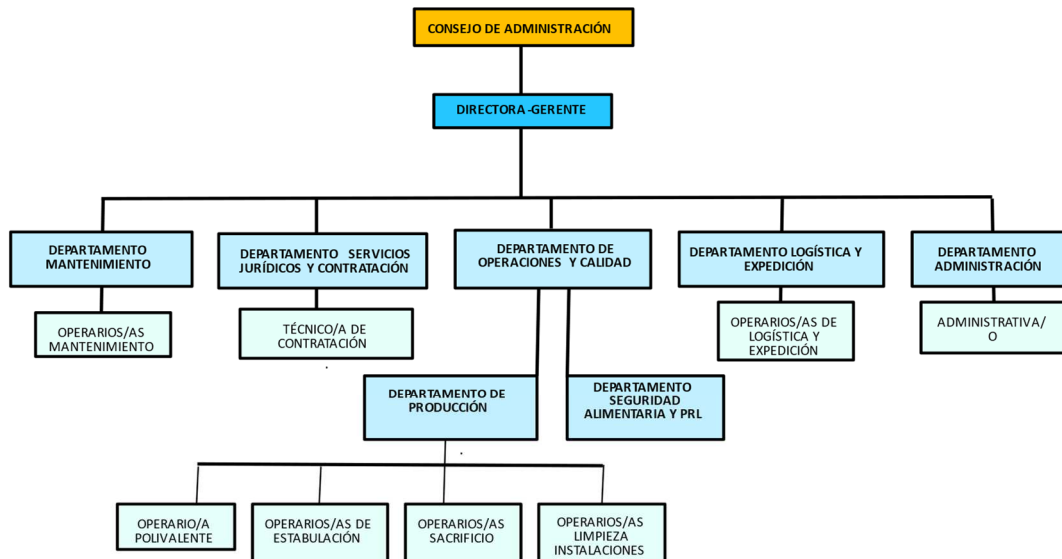 CONSEJO DE ADMINISTRACIÓN
DIRECTORA-GERENTE
DEPARTAMENTO
MANTENIMIENTO
DEPARTAMENTO SERVICIOS
JURÍDICOS Y CONTRATACIÓN
DEPARTAMENTO DE
OPERACIONES Y CALIDAD
DEPARTAMENTO LOGÍSTICA Y
EXPEDICIÓN
DEPARTAMENTO
ADMINISTRACIÓN
OPERARIOS/AS
MANTENIMIENTO
TÉCNICO/A DE
CONTRATACIÓN
OPERARIOS/AS DE
LOGÍSTICA Y
EXPEDICIÓN
ADMINISTRATIVA/
O
DEPARTAMENTO DE
PRODUCCIÓN
DEPARTAMENTO
SEGURIDAD
ALIMENTARIA Y PRL
OPERARIO/A
POLIVALENTE
OPERARIOS/AS DE
ESTABULACIÓN
OPERARIOS/AS
SACRIFICIO
OPERARIOS/AS
LIMPIEZA
INSTALACIONES